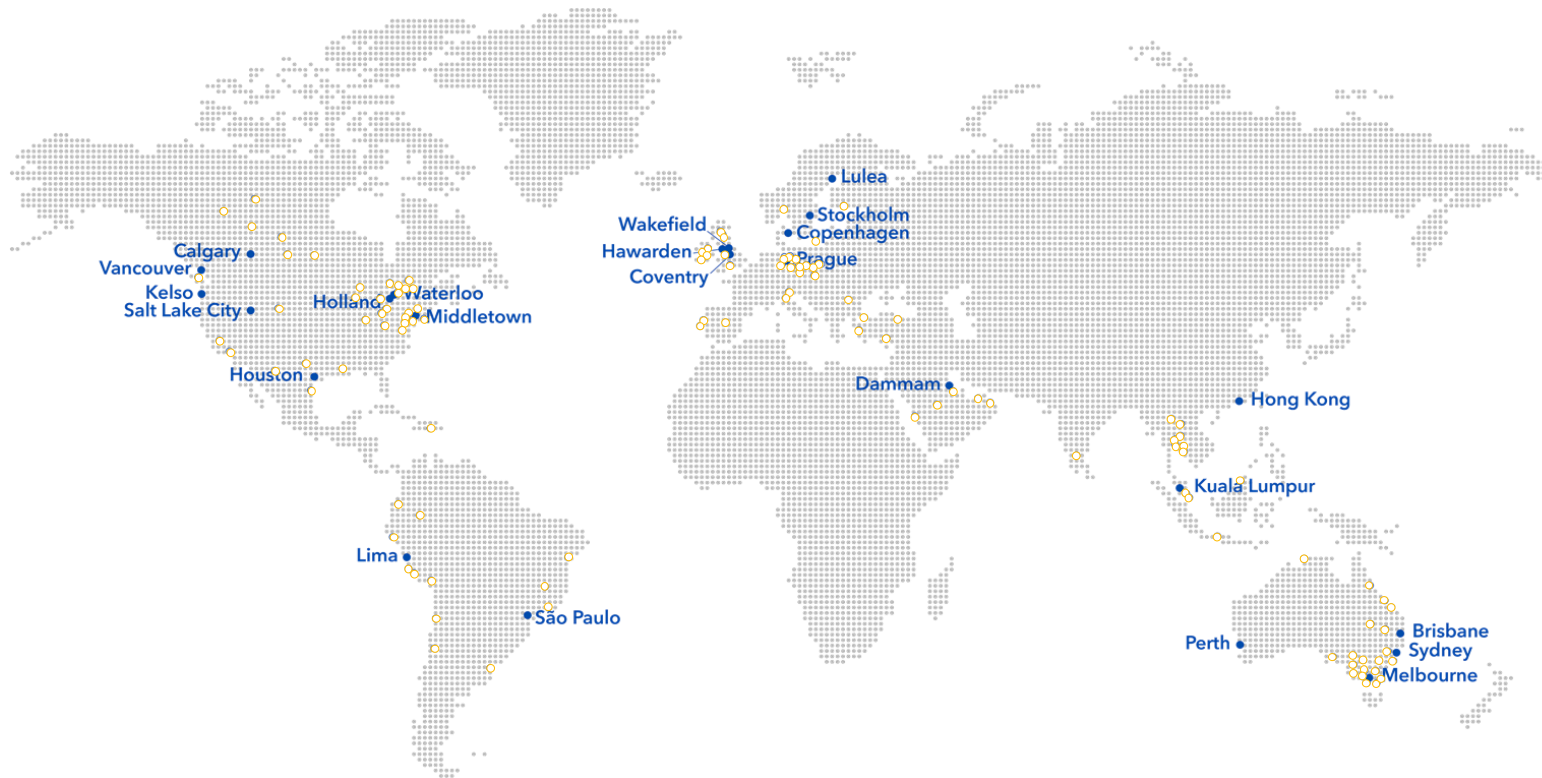 Lulea
Stockholm
Wakefield
Copenhagen
Calgary
Hawarden
Prague
Vancouver
Coventry
Kelso
Waterloo
Holland
Salt Lake City
Middletown
Houston
Dammam
Hong Kong
Kuala Lumpur
Lima
São Paulo
Brisbane
Perth
Sydney
Melbourne